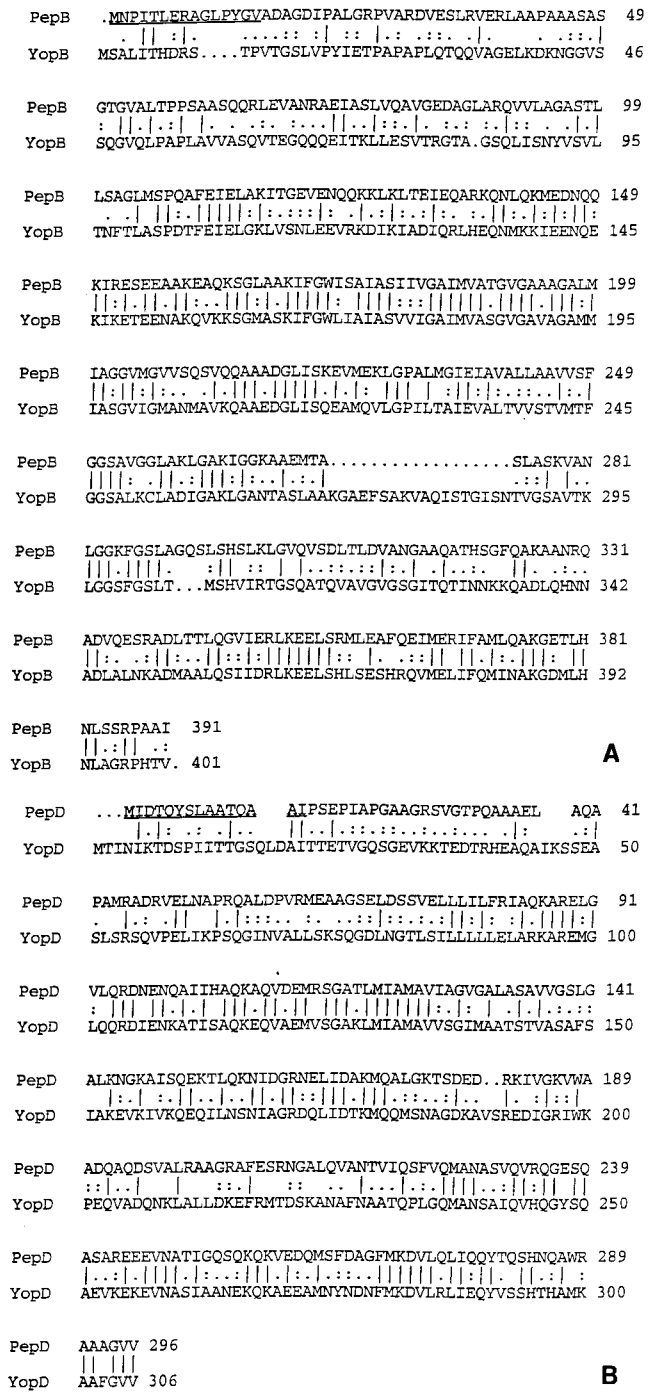 PepB .MNPITLERAGLPYGVADAGDIPALGRPVARDVESLRVERLAAPAAASAS 49
YopB MSALITHDRS....TPVTGSLVPYIETPAPAPLQTQQVAGELKDKNGGVS 46
PepB GTGVALTPPSAASQQRLEVANRAEIASLVQAVGEDAGLARQVVLAGASTL 99
YopB SQGVQLPAPLAVVASQVTEGQQQEITKLLESVTRGTA.GSQLISNYVSVL 95
PepB LSAGLMSPQAFEIELAKITGEVENQQKKLKLTEIEQARKQNLQKMEDNQQ 149
YopB TNFTLASPDTFEIELGKLVSNLEEVRKDIKIADIQRLHEQNMKKIEENQE 145
PepB KIRESEEAAKEAQKSGLAAKIFGWISAIASIIVGAIMVATGVGAAAGALM 199
YopB KIKETEENAKQVKKSGMASKIFGWLIAIASVVIGAIMVASGVGAVAGAMM 195
PepB IAGGVMGVVSQSVQQAAADGLISKEVMEKLGPALMGIEIAVALLAAVVSF 249
YopB IASGVIGMANMAVKQAAEDGLISQEAMQVLGPILTAIEVALTVVSTVMTF 245
PepB GGSAVGGLAKLGAKIGGKAAEMTA..................SLASKVAN 281
YopB GGSALKCLADIGAKLGANTASLAAKGAEFSAKVAQISTGISNTVGSAVTK 295
PepB LGGKFGSLAGQSLSHSLKLGVQVSDLTLDVANGAAQATHSGFQAKAANRQ 331
YopB LGGSFGSLT...MSHVIRTGSQATQVAVGVGSGITQTINNKKQADLQHNN 342
PepB ADVQESRADLTTLQGVIERLKEELSRMLEAFQEIMERIFAMLQAKGETLH 381
YopB ADLALNKADMAALQSIIDRLKEELSHLSESHRQVMELIFQMINAKGDMLH 392
PepB NLSSRPAAI 391
YopB NLAGRPHTV. 401
A
PepD ...MIDTQYSLAATQA AIPSEPIAPGAAGRSVGTPQAAAEL AQA 41
YopD MTINIKTDSPIITTGSQLDAITTETVGQSGEVKKTEDTRHEAQAIKSSEA 50
PepD PAMRADRVELNAPRQALDPVRMEAAGSELDSSVELLLILFRIAQKARELG 91
YopD SLSRSQVPELIKPSQGINVALLSKSQGDLNGTLSILLLLLELARKAREMG 100
PepD VLQRDNENQAIIHAQKAQVDEMRSGATLMIAMAVIAGVGALASAVVGSLG 141
YopD LQQRDIENKATISAQKEQVAEMVSGAKLMIAMAVVSGIMAATSTVASAFS 150
PepD ALKNGKAISQEKTLQKNIDGRNELIDAKMQALGKTSDED..RKIVGKVWA 189
YopD IAKEVKIVKQEQILNSNIAGRDQLIDTKMQQMSNAGDKAVSREDIGRIWK 200
PepD ADQAQDSVALRAAGRAFESRNGALQVANTVIQSFVQMANASVQVRQGESQ 239
YopD PEQVADQNKLALLDKEFRMTDSKANAFNAATQPLGQMANSAIQVHQGYSQ 250
PepD ASAREEEVNATIGQSQKQKVEDQMSFDAGFMKDVLQLIQQYTQSHNQAWR 289
YopD AEVKEKEVNASIAANEKQKAEEAMNYNDNFMKDVLRLIEQYVSSHTHAMK 300
PepD AAAGVV 296
YopD AAFGVV 306
B